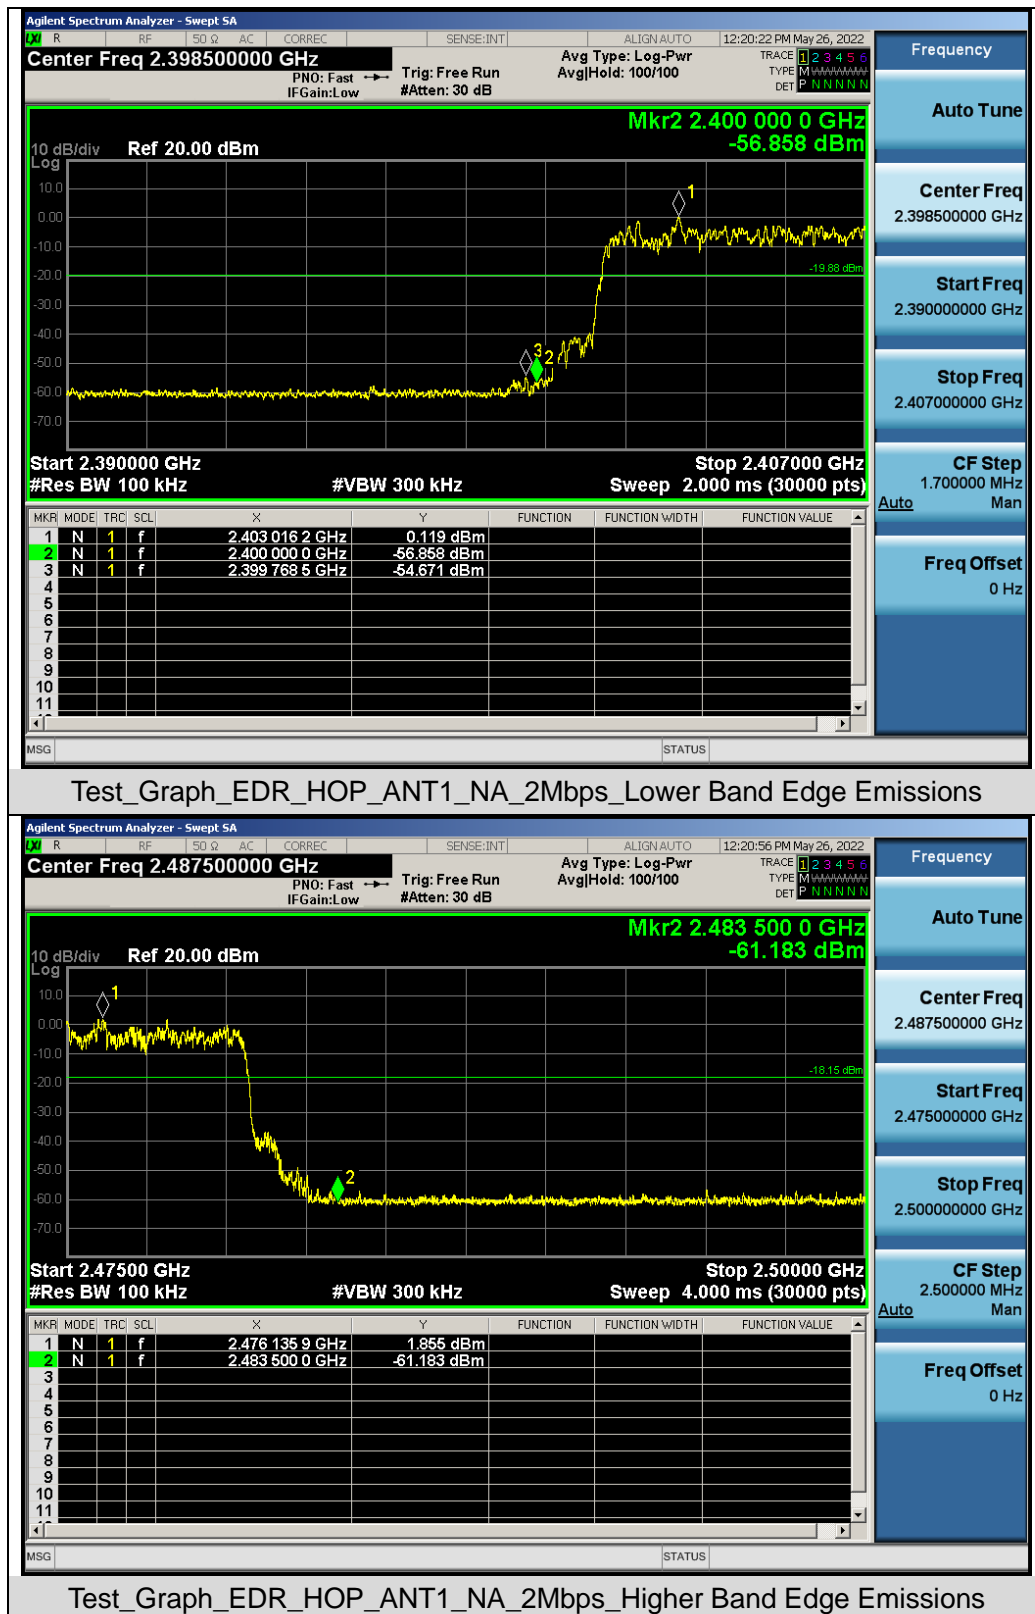 Agilent Spectrum Analyzer - Swept SA
LXI R RF 50 Ω AC CORREC SENSE:INT ALIGN AUTO 12:20:22 PM May 26, 2022
Center Freq 2.398500000 GHz Avg Type: Log-Pwr TRACE 1 2 3 4 5 6
PNO: Fast Trig: Free Run Avg|Hold: 100/100 TYPE M WWWWW
IFGain:Low #Atten: 30 dB DET P N N N N N
Mkr2 2.400 000 0 GHz
10 dB/div Ref 20.00 dBm -56.858 dBm
Log
10.0
0.00
-10.0
-20.0
-30.0
-40.0
-50.0
-60.0
-70.0
1
-19.88 dBm
3
2
Start 2.390000 GHz Stop 2.407000 GHz
#Res BW 100 kHz #VBW 300 kHz Sweep 2.000 ms (30000 pts)
MKR MODE TRC SCL X Y FUNCTION FUNCTION WIDTH FUNCTION VALUE
1 N 1 f 2.403 016 2 GHz 0.119 dBm
2 N 1 f 2.400 000 0 GHz -56.858 dBm
3 N 1 f 2.399 768 5 GHz -54.671 dBm
4
5
6
7
8
9
10
11
MSG STATUS
Frequency
Auto Tune
Center Freq
2.398500000 GHz
Start Freq
2.390000000 GHz
Stop Freq
2.407000000 GHz
CF Step
1.700000 MHz
Auto Man
Freq Offset
0 Hz
Test_Graph_EDR_HOP_ANT1_NA_2Mbps_Lower Band Edge Emissions
Agilent Spectrum Analyzer - Swept SA
LXI R RF 50 Ω AC CORREC SENSE:INT ALIGN AUTO 12:20:56 PM May 26, 2022
Center Freq 2.487500000 GHz Avg Type: Log-Pwr TRACE 1 2 3 4 5 6
PNO: Fast Trig: Free Run Avg|Hold: 100/100 TYPE M WWWWW
IFGain:Low #Atten: 30 dB DET P N N N N N
Mkr2 2.483 500 0 GHz
10 dB/div Ref 20.00 dBm -61.183 dBm
Log
10.0
0.00
-10.0
-20.0
-30.0
-40.0
-50.0
-60.0
-70.0
1
-18.15 dBm
2
Start 2.47500 GHz Stop 2.50000 GHz
#Res BW 100 kHz #VBW 300 kHz Sweep 4.000 ms (30000 pts)
MKR MODE TRC SCL X Y FUNCTION FUNCTION WIDTH FUNCTION VALUE
1 N 1 f 2.476 135 9 GHz 1.855 dBm
2 N 1 f 2.483 500 0 GHz -61.183 dBm
3
4
5
6
7
8
9
10
11
MSG STATUS
Frequency
Auto Tune
Center Freq
2.487500000 GHz
Start Freq
2.475000000 GHz
Stop Freq
2.500000000 GHz
CF Step
2.500000 MHz
Auto Man
Freq Offset
0 Hz
Test_Graph_EDR_HOP_ANT1_NA_2Mbps_Higher Band Edge Emissions